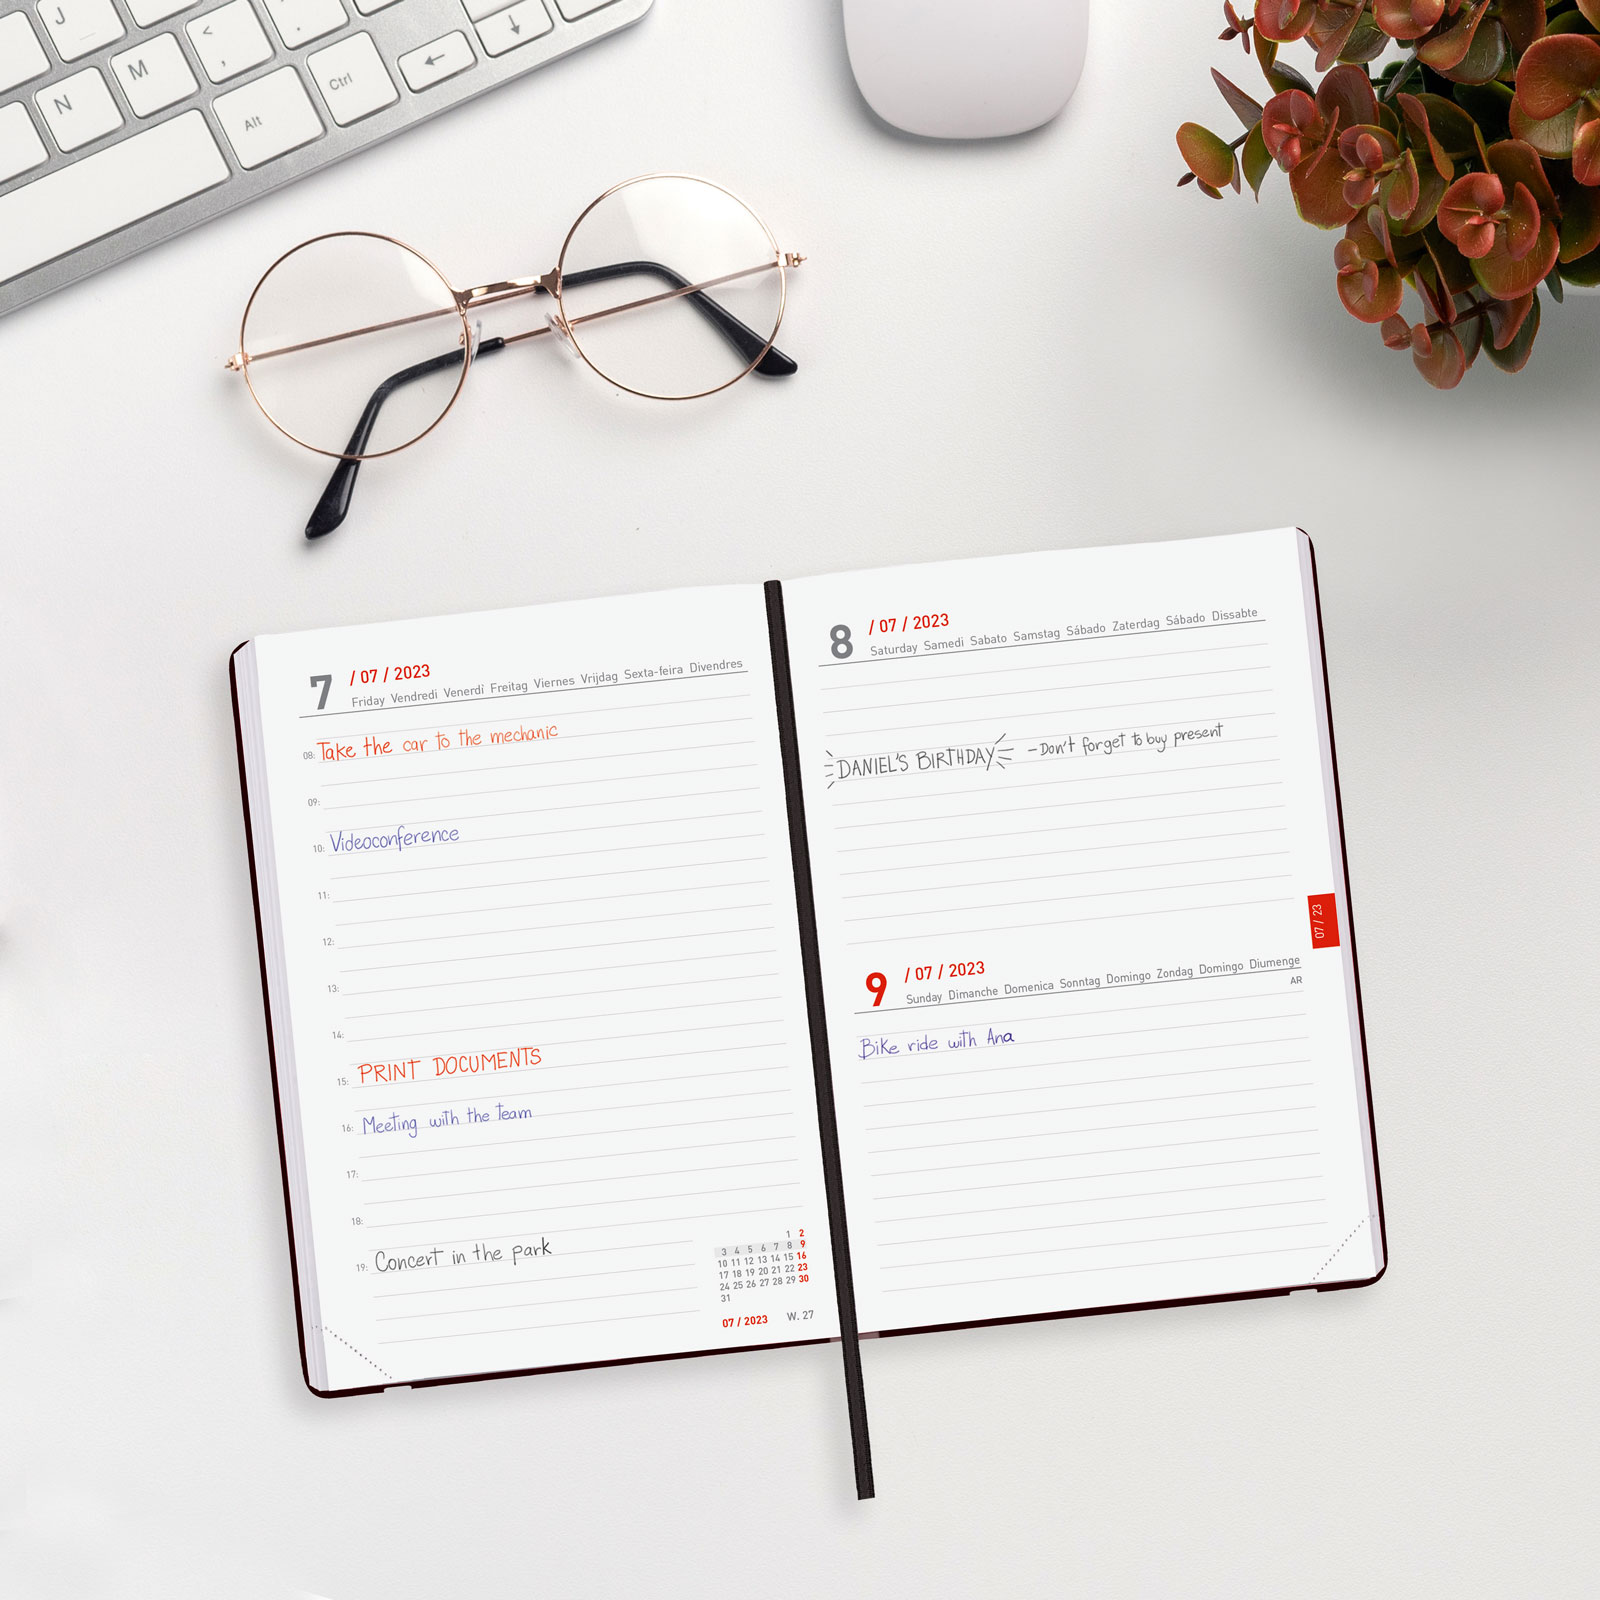 J
N
M
<
,
.
Alt
Ctrl
←
↓
7 / 07 / 2023
Friday Vendredi Venerdí Freitag Viernes Vrijdag Sexta-feira Divendres
08: Take the car to the mechanic
09:
10: Videoconference
11:
12:
13:
14:
15: PRINT DOCUMENTS
16: Meeting with the team
17:
18:
19: Concert in the park
1 2
3 4 5 6 7 8 9
10 11 12 13 14 15 16
17 18 19 20 21 22 23
24 25 26 27 28 29 30
31
07 / 2023 W. 27
8 / 07 / 2023
Saturday Samedi Sabato Samstag Sábado Zaterdag Sábado Dissabte
DANIEL'S BIRTHDAY - Don't forget to buy present
07 / 23
9 / 07 / 2023
Sunday Dimanche Domenica Sonntag Domingo Zondag Domingo Diumenge
AR
Bike ride with Ana